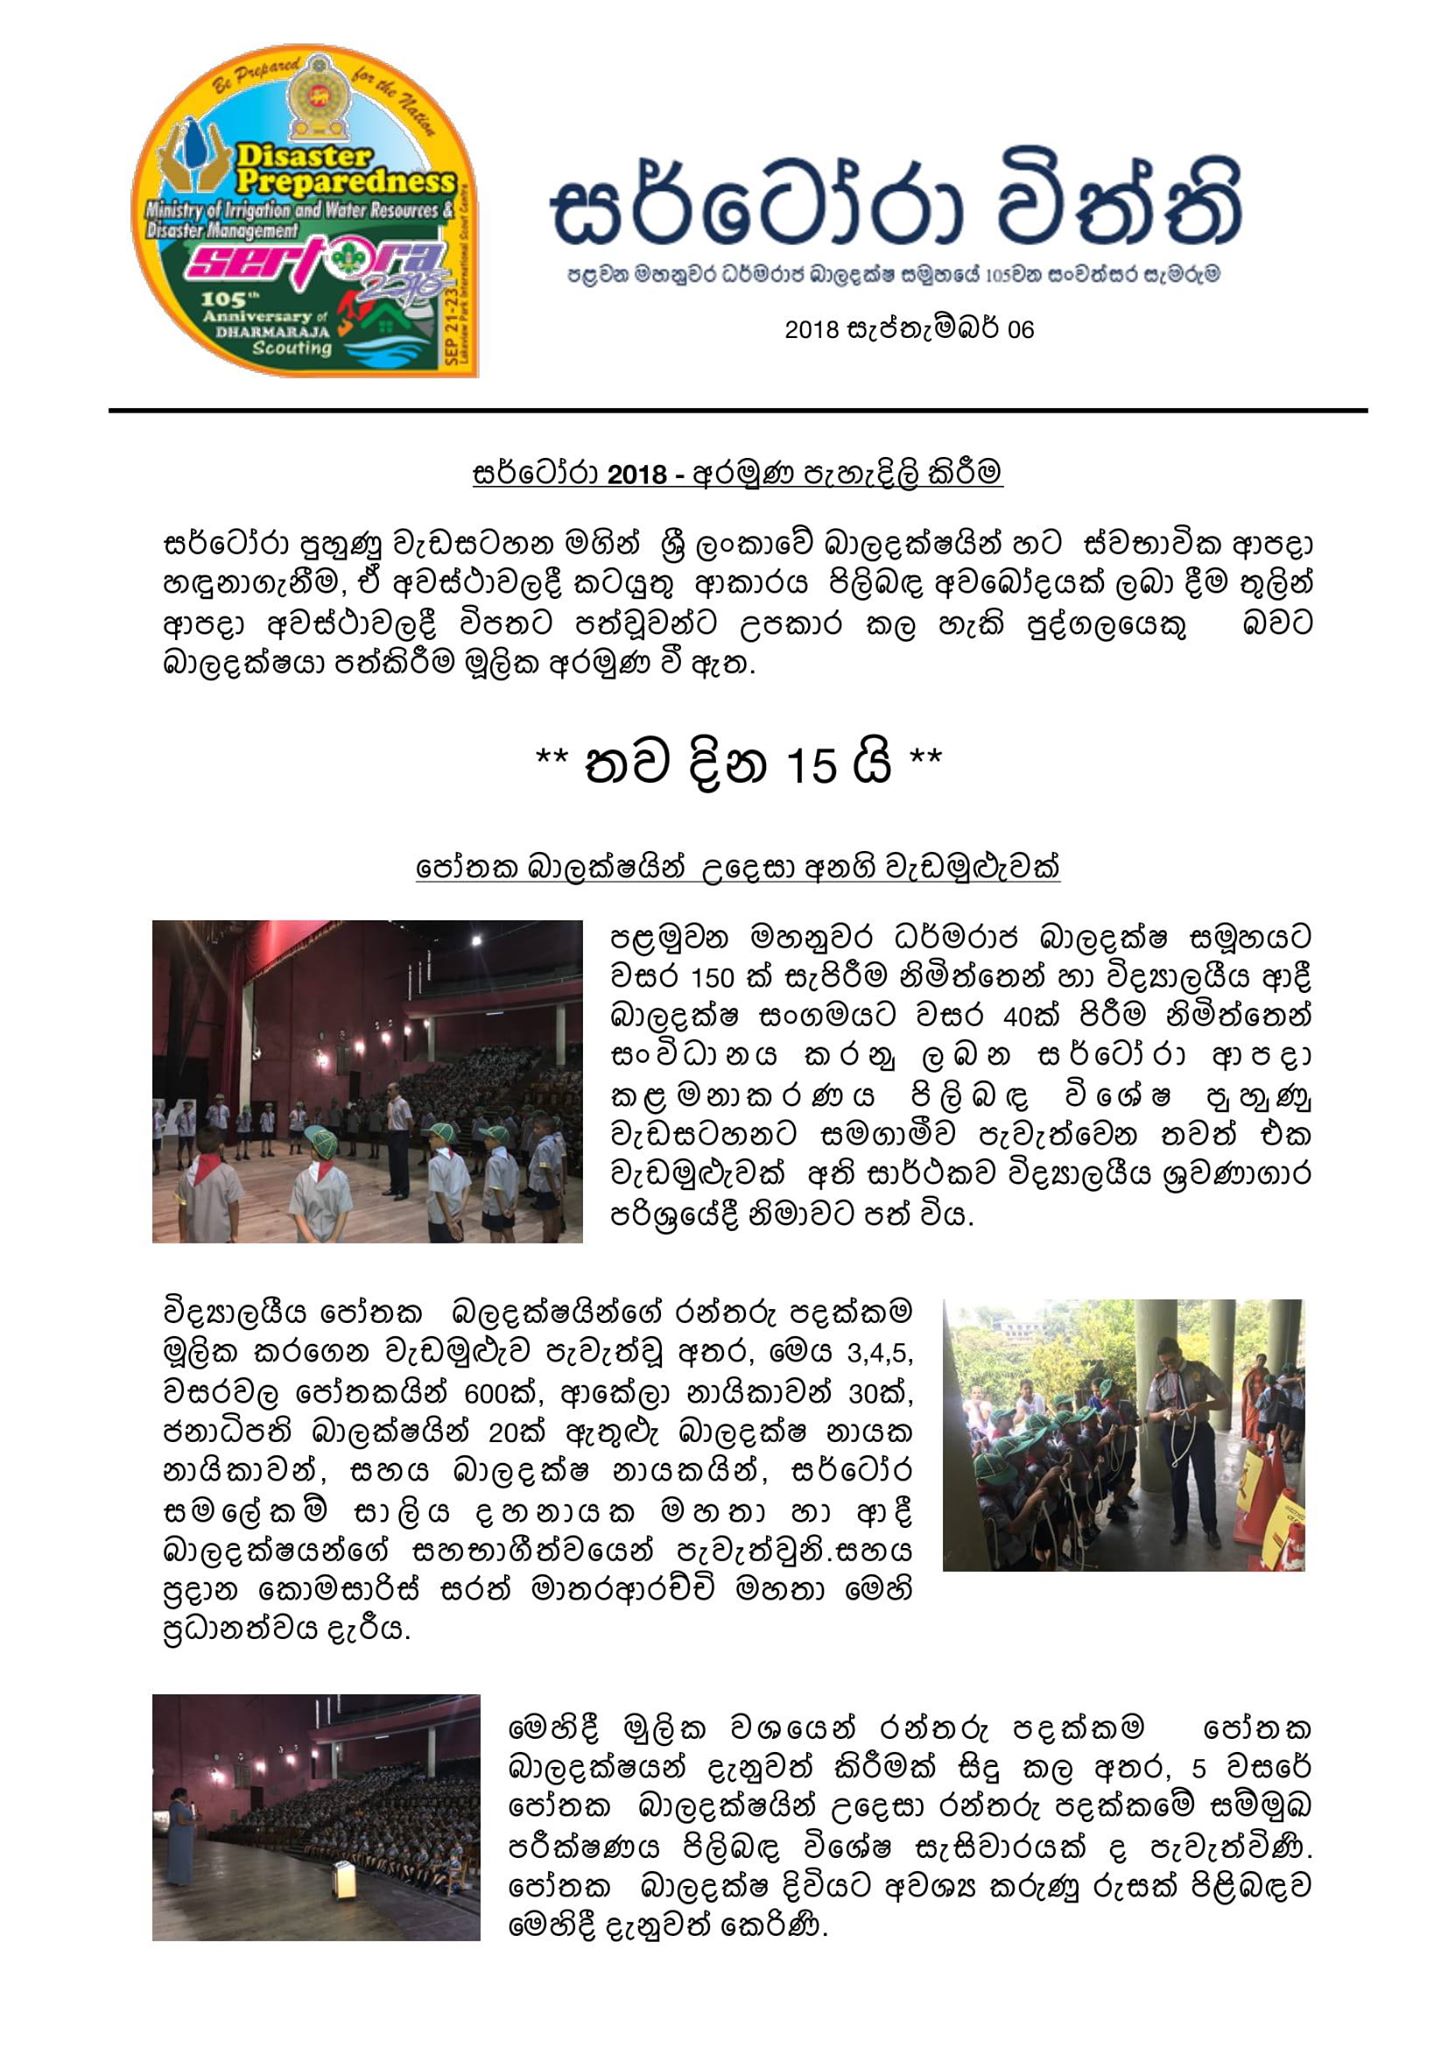 Be Prepared for the Nation
Disaster
Preparedness
Ministry of Irrigation and Water Resources &
Disaster Management
sertora
2018
105th
Anniversary of
DHARMARAJA
Scouting
SEP 21-23
Lakeview Park International Scout Centre
සර්ටෝරා විත්ති
පළවන මහනුවර ධර්මරාජ බාලදක්ෂ සමූහයේ 105වන සංවත්සර සැමරුම
2018 සැප්තැම්බර් 06
සර්ටෝරා 2018 - අරමුණ පැහැදිලි කිරීම
සර්ටෝරා පුහුණු වැඩසටහන මගින් ශ්‍රී ලංකාවේ බාලදක්ෂයින් හට ස්වභාවික ආපදා
හඳුනාගැනීම, ඒ අවස්ථාවලදී කටයුතු ආකාරය පිලිබඳ අවබෝදයක් ලබා දීම තුලින්
ආපදා අවස්ථාවලදී විපතට පත්වූවන්ට උපකාර කල හැකි පුද්ගලයෙකු බවට
බාලදක්ෂයා පත්කිරීම මූලික අරමුණ වී ඇත.
** තව දින 15 යි **
පෝතක බාලක්ෂයින් උදෙසා අනගි වැඩමුළුැවක්
පළමුවන මහනුවර ධර්මරාජ බාලදක්ෂ සමූහයට
වසර 150 ක් සැපිරීම නිමිත්තෙන් හා විද්‍යාලයීය ආදී
බාලදක්ෂ සංගමයට වසර 40ක් පිරීම නිමිත්තෙන්
සංවිධානය කරනු ලබන සර්ටෝරා ආපදා
කළමනාකරණය පිලිබඳ විශේෂ පුහුණු
වැඩසටහනට සමගාමීව පැවැත්වෙන තවත් එක
වැඩමුළුැවක් අති සාර්ථකව විද්‍යාලයීය ශ්‍රවණාගාර
පරිශ්‍රයේදී නිමාවට පත් විය.
විද්‍යාලයීය පෝතක බලදක්ෂයින්ගේ රන්තරු පදක්කම
මූලික කරගෙන වැඩමුළුැව පැවැත්වූ අතර, මෙය 3,4,5,
වසරවල පෝතකයින් 600ක්, ආකේලා නායිකාවන් 30ක්,
ජනාධිපති බාලක්ෂයින් 20ක් ඇතුළුැ බාලදක්ෂ නායක
නායිකාවන්, සහය බාලදක්ෂ නායකයින්, සර්ටෝර
සමලේකම් සාලිය දහනායක මහතා හා ආදී
බාලදක්ෂයන්ගේ සහභාගීත්වයෙන් පැවැත්වුනි.සහය
ප්‍රදාන කොමසාරිස් සරත් මාතරආරච්චි මහතා මෙහි
ප්‍රධානත්වය දැරීය.
මෙහිදී මුලික වශයෙන් රන්තරු පදක්කම පෝතක
බාලදක්ෂයන් දැනුවත් කිරීමක් සිදු කල අතර, 5 වසරේ
පෝතක බාලදක්ෂයින් උදෙසා රන්තරු පදක්කමේ සම්මුඛ
පරීක්ෂණය පිලිබඳ විශේෂ සැසිවාරයක් ද පැවැත්විණි.
පෝතක බාලදක්ෂ දිවියට අවශ්‍ය කරුණු රුසක් පිළිබඳව
මෙහිදී දැනුවත් කෙරිණි.